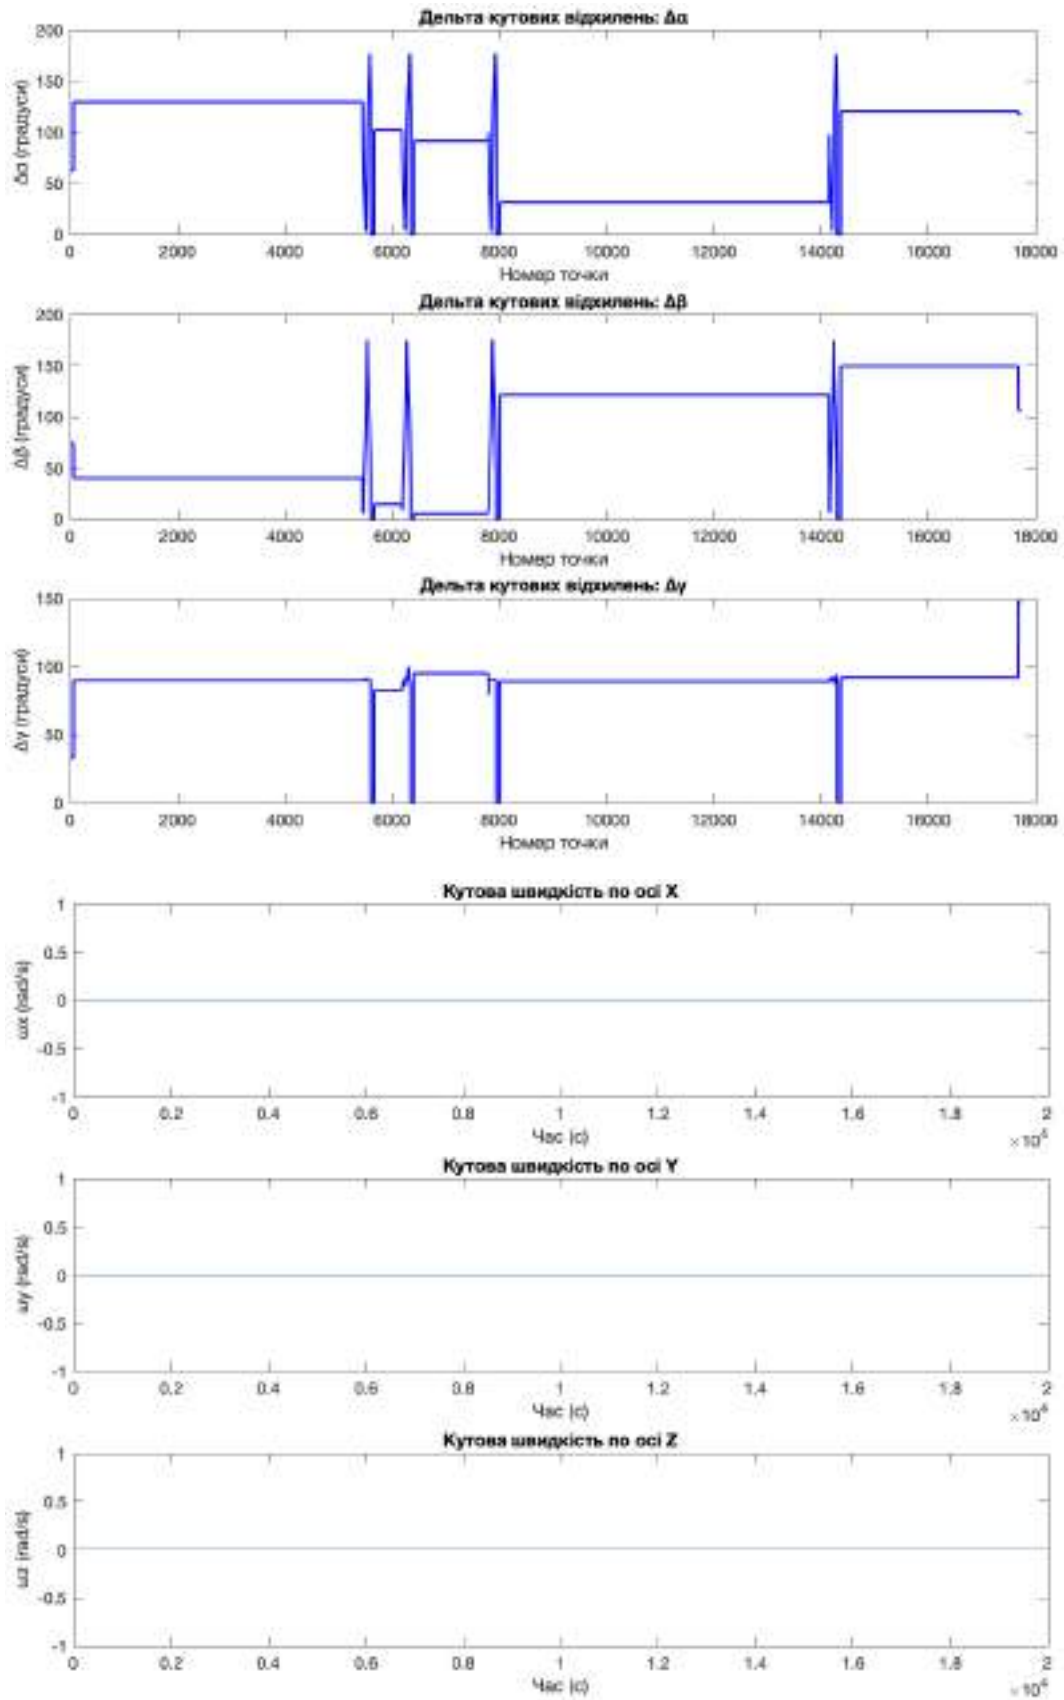 Дельта кутових відхилень: Δα
200
150
100
50
0
Δα (градуси)
0 2000 4000 6000 8000 10000 12000 14000 16000 18000
Номер точки
Дельта кутових відхилень: Δβ
200
150
100
50
0
Δβ (градуси)
0 2000 4000 6000 8000 10000 12000 14000 16000 18000
Номер точки
Дельта кутових відхилень: Δγ
150
100
50
0
Δγ (градуси)
0 2000 4000 6000 8000 10000 12000 14000 16000 18000
Номер точки
Кутова швидкість по осі X
1
0.5
0
-0.5
-1
ωx (rad/s)
0 0.2 0.4 0.6 0.8 1 1.2 1.4 1.6 1.8 2
Час (с)
Кутова швидкість по осі Y
1
0.5
0
-0.5
-1
ωy (rad/s)
0 0.2 0.4 0.6 0.8 1 1.2 1.4 1.6 1.8 2
Час (с)
Кутова швидкість по осі Z
1
0.5
0
-0.5
-1
ωz (rad/s)
0 0.2 0.4 0.6 0.8 1 1.2 1.4 1.6 1.8 2
Час (с)